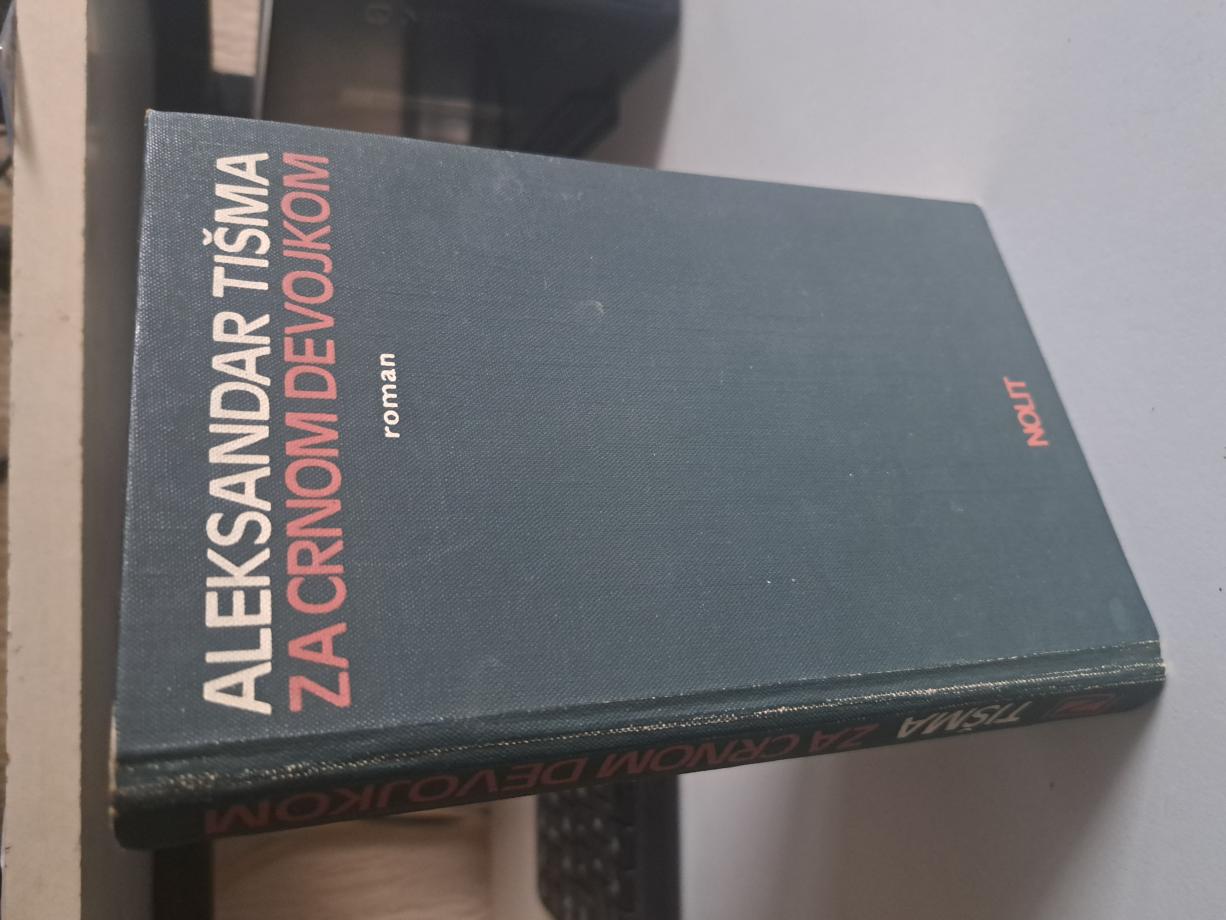 ALEKSANDAR TIŠMA
ZA CRNOM DEVOJKOM
roman
NOLIT
TIŠMA ZA CRNOM DEVOJKOM